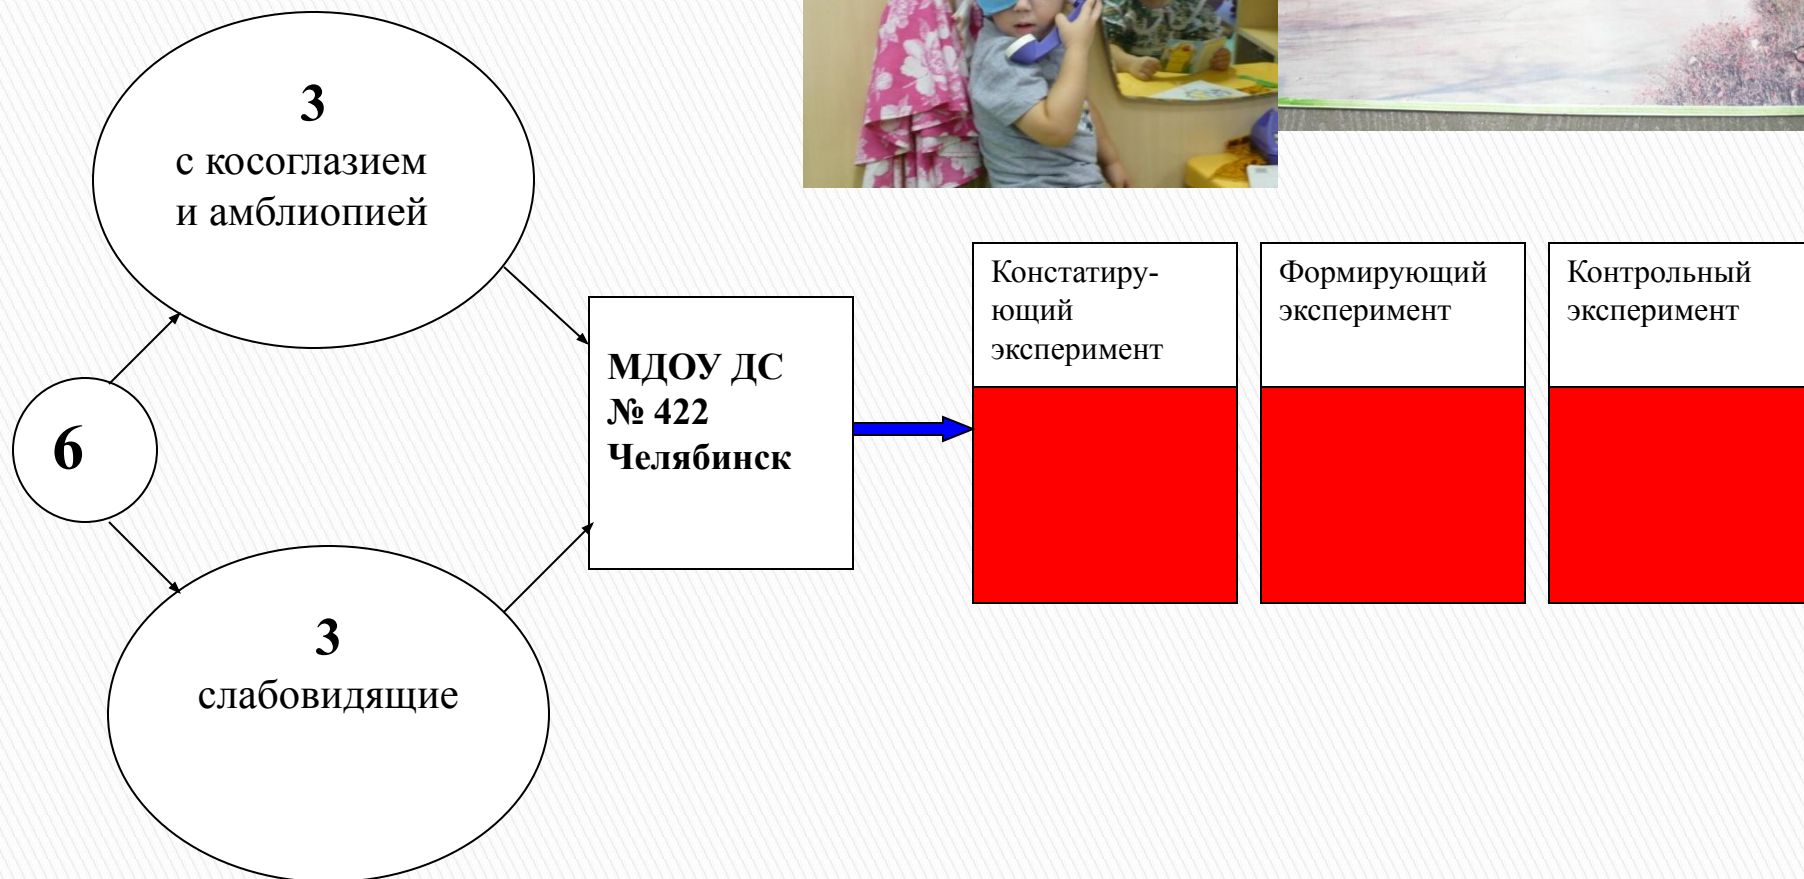 3
с косоглазием
и амблиопией
6
3
слабовидящие
МДОУ ДС
№ 422
Челябинск
Констатиру-
ющий
эксперимент
Формирующий
эксперимент
Контрольный
эксперимент